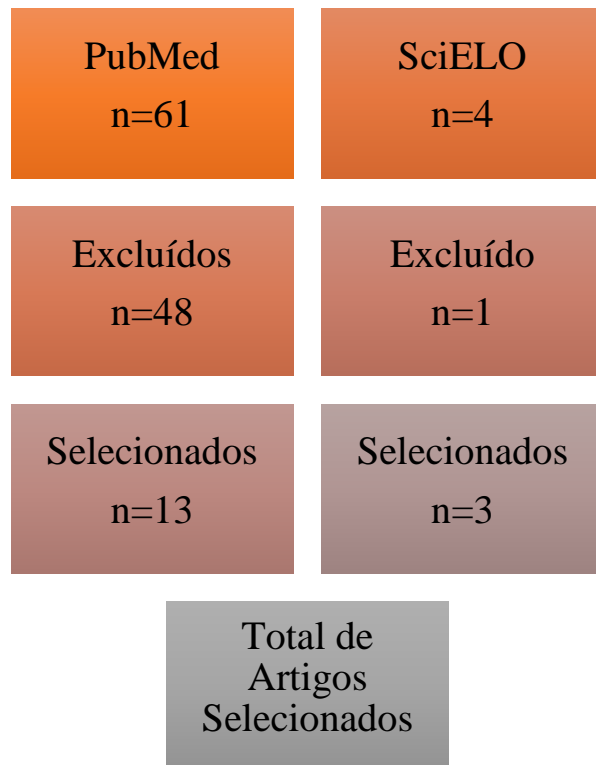 PubMed
n=61
SciELO
n=4
Excluídos
n=48
Excluído
n=1
Selecionados
n=13
Selecionados
n=3
Total de
Artigos
Selecionados